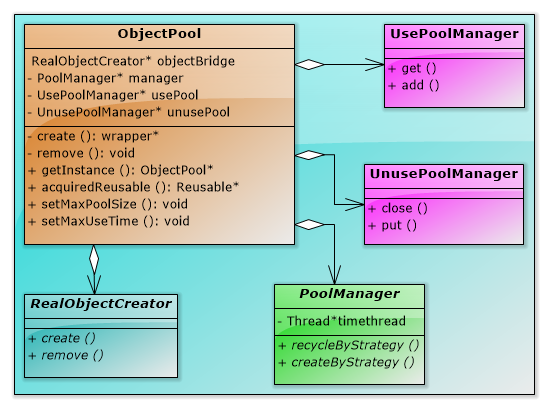 ObjectPool
RealObjectCreator* objectBridge
- PoolManager* manager
- UsePoolManager* usePool
- UnusePoolManager* unusePool
- create (): wrapper*
- remove (): void
+ getInstance (): ObjectPool*
+ acquiredReusable (): Reusable*
+ setMaxPoolSize (): void
+ setMaxUseTime (): void
UsePoolManager
+ get ()
+ add ()
UnusePoolManager
+ close ()
+ put ()
RealObjectCreator
+ create ()
+ remove ()
PoolManager
- Thread*timethread
+ recycleByStrategy ()
+ createByStrategy ()